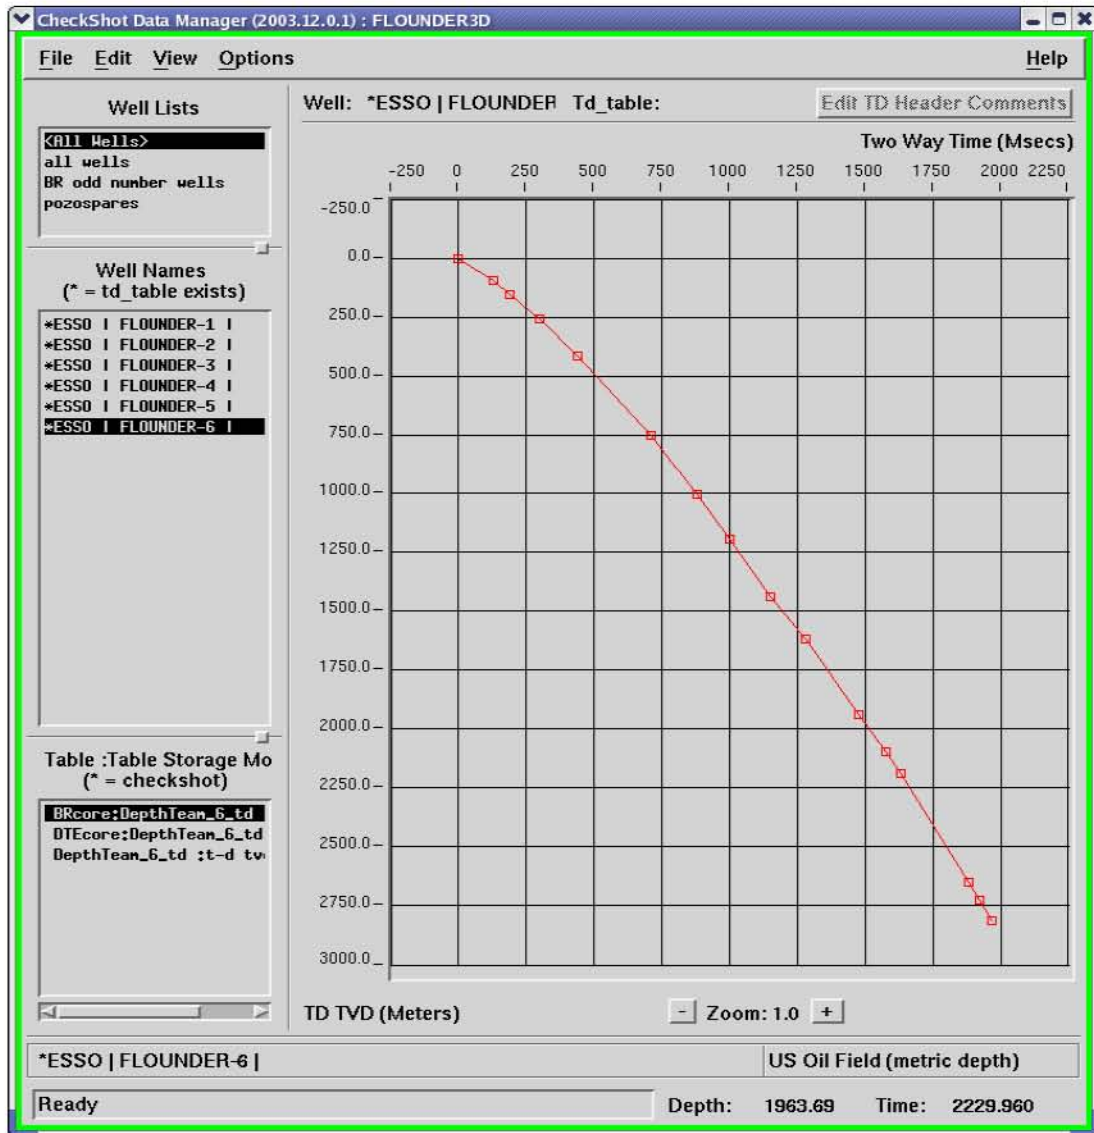 CheckShot Data Manager (2003.12.0.1) : FLOUNDER3D
File Edit View Options Help
Well Lists
<All Wells>
all wells
BR odd number wells
pozospares
Well Names
(* = td_table exists)
*ESSO | FLOUNDER-1 |
*ESSO | FLOUNDER-2 |
*ESSO | FLOUNDER-3 |
*ESSO | FLOUNDER-4 |
*ESSO | FLOUNDER-5 |
*ESSO | FLOUNDER-6 |
Table :Table Storage Mo
(* = checkshot)
BRcore:DepthTeam_6_td
DTEcore:DepthTeam_6_td
DepthTeam_6_td :t-d tv
Well: *ESSO | FLOUNDER Td_table: Edit TD Header Comments
Two Way Time (Msecs)
-250 0 250 500 750 1000 1250 1500 1750 2000 2250
-250.0
0.0
250.0
500.0
750.0
1000.0
1250.0
1500.0
1750.0
2000.0
2250.0
2500.0
2750.0
3000.0
TD TVD (Meters) - Zoom: 1.0 +
*ESSO | FLOUNDER-6 | US Oil Field (metric depth)
Ready Depth: 1963.69 Time: 2229.960